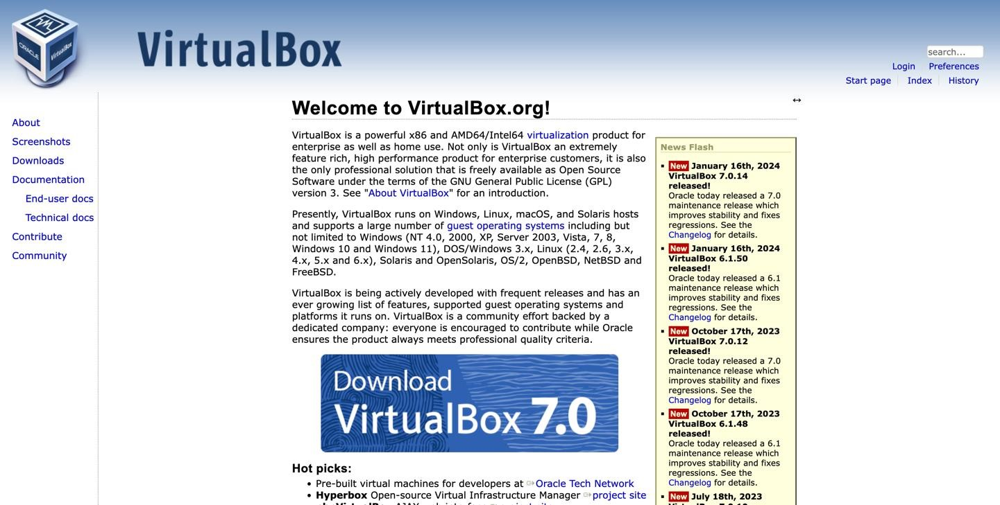 ORACLE
VirtualBox
VirtualBox
search...
Login Preferences
Start page Index History
About
Screenshots
Downloads
Documentation
End-user docs
Technical docs
Contribute
Community
Welcome to VirtualBox.org!
VirtualBox is a powerful x86 and AMD64/Intel64 virtualization product for
enterprise as well as home use. Not only is VirtualBox an extremely
feature rich, high performance product for enterprise customers, it is also
the only professional solution that is freely available as Open Source
Software under the terms of the GNU General Public License (GPL)
version 3. See "About VirtualBox" for an introduction.
Presently, VirtualBox runs on Windows, Linux, macOS, and Solaris hosts
and supports a large number of guest operating systems including but
not limited to Windows (NT 4.0, 2000, XP, Server 2003, Vista, 7, 8,
Windows 10 and Windows 11), DOS/Windows 3.x, Linux (2.4, 2.6, 3.x,
4.x, 5.x and 6.x), Solaris and OpenSolaris, OS/2, OpenBSD, NetBSD and
FreeBSD.
VirtualBox is being actively developed with frequent releases and has an
ever growing list of features, supported guest operating systems and
platforms it runs on. VirtualBox is a community effort backed by a
dedicated company: everyone is encouraged to contribute while Oracle
ensures the product always meets professional quality criteria.
Download
VirtualBox 7.0
Hot picks:
• Pre-built virtual machines for developers at Oracle Tech Network
• Hyperbox Open-source Virtual Infrastructure Manager project site
News Flash
▪ New January 16th, 2024
VirtualBox 7.0.14
released!
Oracle today released a 7.0
maintenance release which
improves stability and fixes
regressions. See the
Changelog for details.
▪ New January 16th, 2024
VirtualBox 6.1.50
released!
Oracle today released a 6.1
maintenance release which
improves stability and fixes
regressions. See the
Changelog for details.
▪ New October 17th, 2023
VirtualBox 7.0.12
released!
Oracle today released a 7.0
maintenance release which
improves stability and fixes
regressions. See the
Changelog for details.
▪ New October 17th, 2023
VirtualBox 6.1.48
released!
Oracle today released a 6.1
maintenance release which
improves stability and fixes
regressions. See the
Changelog for details.
▪ New July 18th, 2023